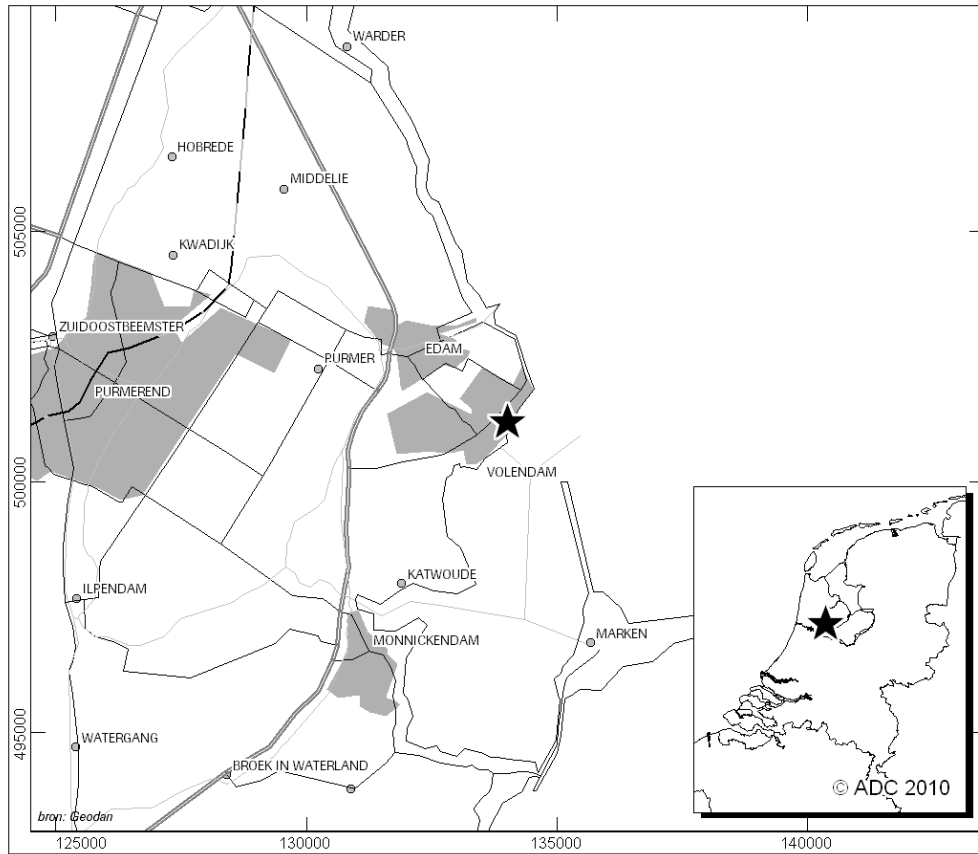 WARDER
HOBREDE
MIDDELIE
505000
KWADIJK
ZUIDOOSTBEEMSTER
EDAM
PURMER
PURMEREND
VOLENDAM
500000
KATWOUDE
ILPENDAM
MONNICKENDAM
MARKEN
495000
WATERGANG
BROEK IN WATERLAND
© ADC 2010
bron: Geodan
125000
130000
135000
140000